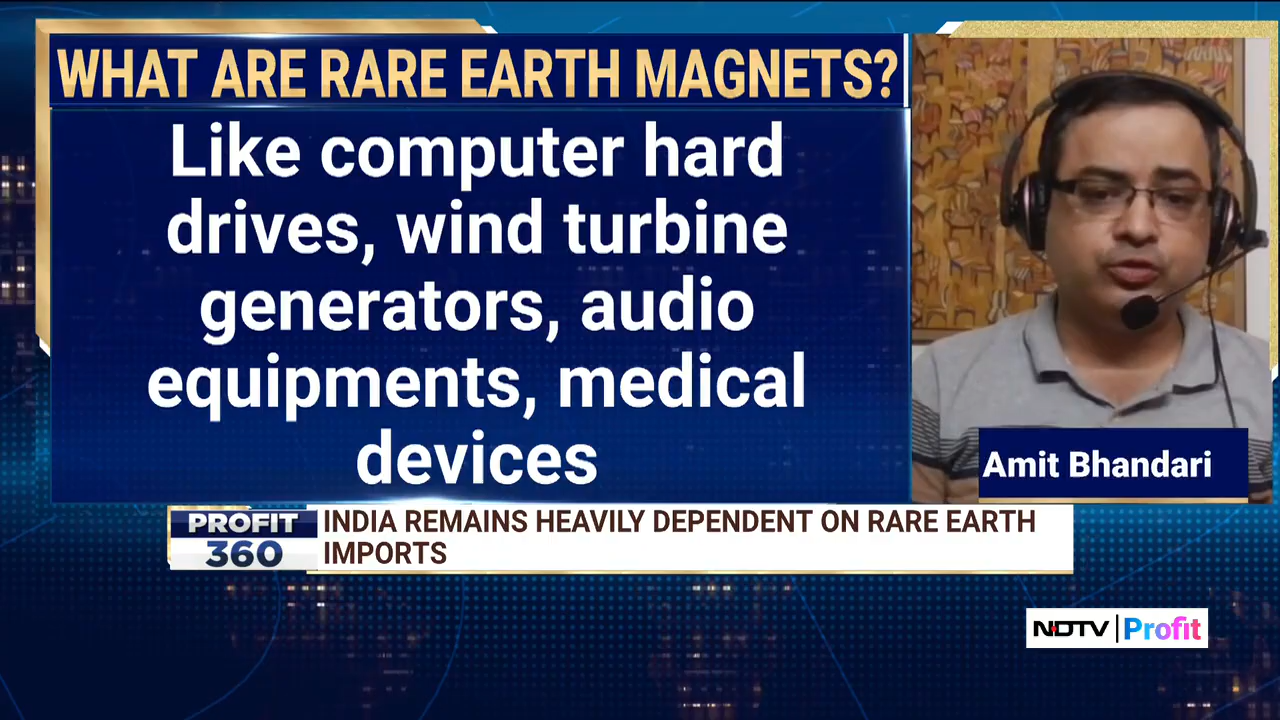 WHAT ARE RARE EARTH MAGNETS?
Like computer hard
drives, wind turbine
generators, audio
equipments, medical
devices
Amit Bhandari
PROFIT
360
INDIA REMAINS HEAVILY DEPENDENT ON RARE EARTH
IMPORTS
NDTV Profit